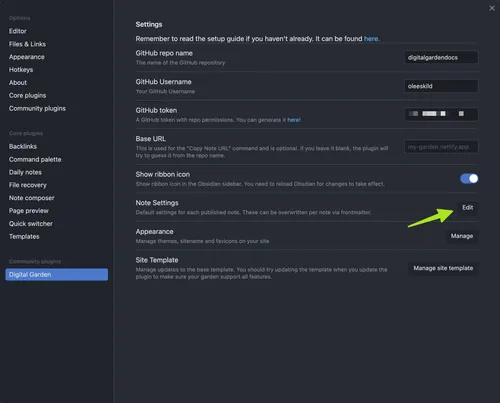 Options
Editor
Files & Links
Appearance
Hotkeys
About
Core plugins
Community plugins
Core plugins
Backlinks
Command palette
Daily notes
File recovery
Note composer
Page preview
Quick switcher
Templates
Community plugins
Digital Garden
Settings
Remember to read the setup guide if you haven't already. It can be found here.
GitHub repo name
The name of the GitHub repository
digitalgardendocs
GitHub Username
Your GitHub Username
oleeskild
GitHub token
A GitHub token with repo permissions. You can generate it here!
Base URL
This is used for the "Copy Note URL" command and is optional. If you leave it blank, the plugin will
try to guess it from the repo name.
my-garden.netlify.app
Show ribbon icon
Show ribbon icon in the Obsidian sidebar. You need to reload Obsidian for changes to take effect.
Note Settings
Default settings for each published note. These can be overwritten per note via frontmatter.
Edit
Appearance
Manage themes, sitename and favicons on your site
Manage
Site Template
Manage updates to the base template. You should try updating the template when you update the
plugin to make sure your garden support all features.
Manage site template